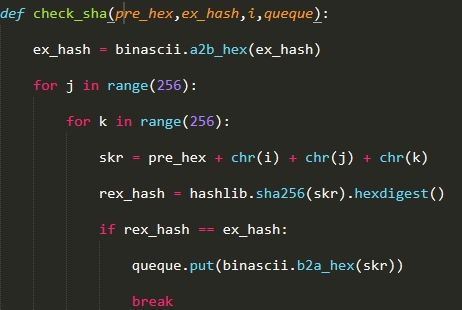 def check_sha(pre_hex,ex_hash,i,queque):
ex_hash = binascii.a2b_hex(ex_hash)
for j in range(256):
for k in range(256):
skr = pre_hex + chr(i) + chr(j) + chr(k)
rex_hash = hashlib.sha256(skr).hexdigest()
if rex_hash == ex_hash:
queque.put(binascii.b2a_hex(skr))
break